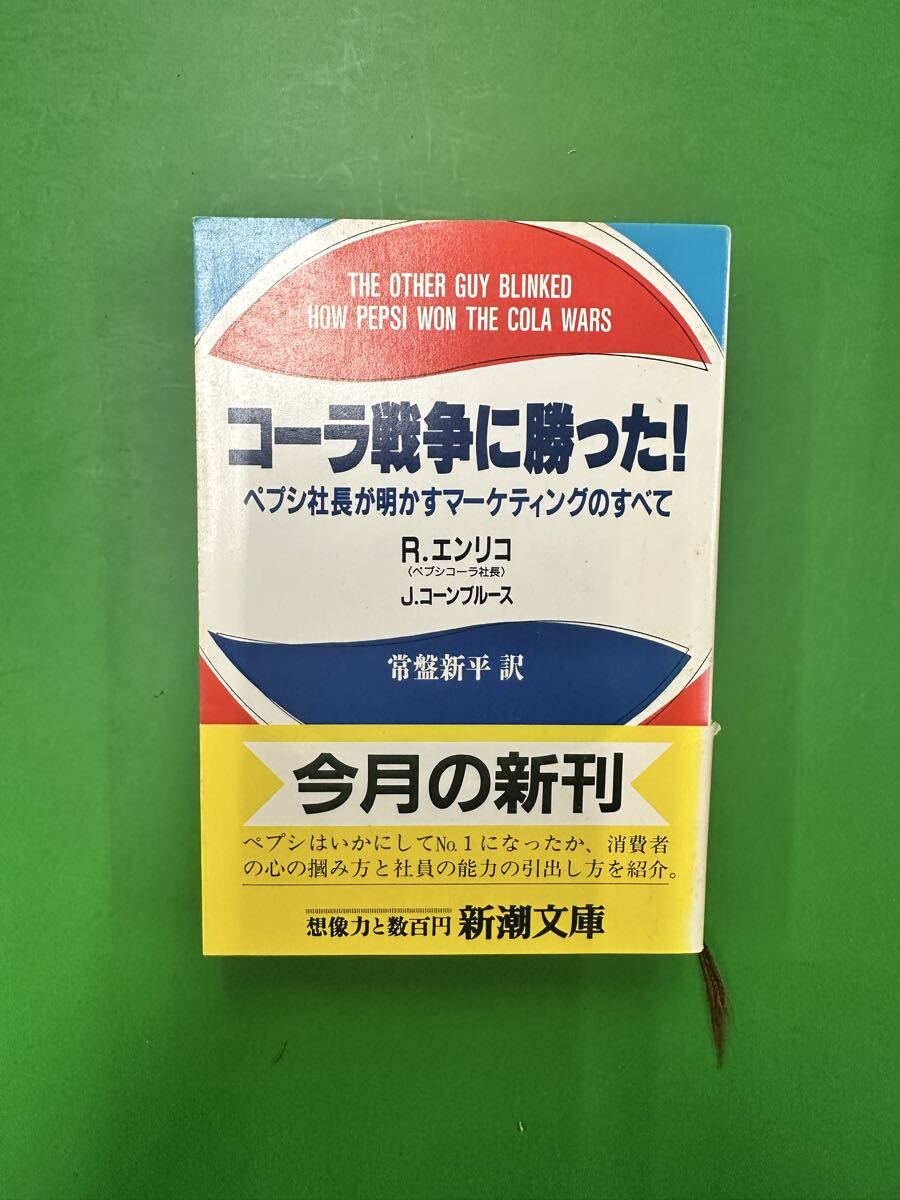 THE OTHER GUY BLINKED
HOW PEPSI WON THE COLA WARS
コーラ戦争に勝った!
ペプシ社長が明かすマーケティングのすべて
R.エンリコ
〈ペプシコーラ社長〉
J.コーンブルース
常盤新平 訳
今月の新刊
ペプシはいかにしてNo.1になったか、消費者
の心の摑み方と社員の能力の引出し方を紹介。
想像力と数百円 新潮文庫